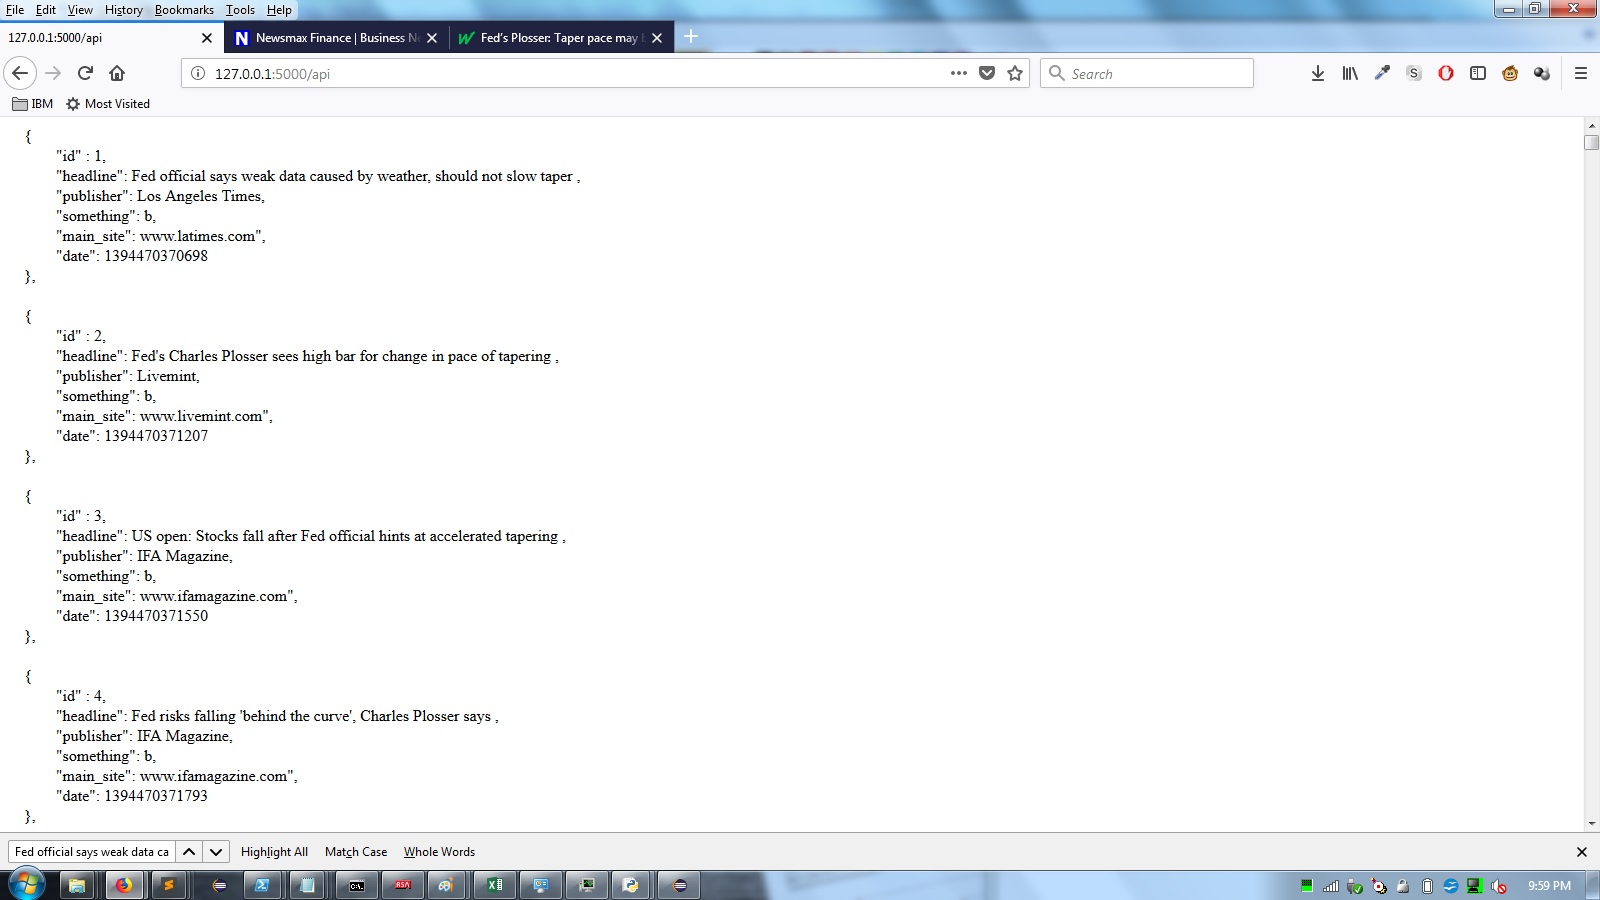 File Edit View History Bookmarks Tools Help
127.0.0.1:5000/api
Newsmax Finance | Business N
Fed's Plosser: Taper pace may
127.0.0.1:5000/api
Search
IBM Most Visited
{
"id" : 1,
"headline": Fed official says weak data caused by weather, should not slow taper ,
"publisher": Los Angeles Times,
"something": b,
"main_site": www.latimes.com",
"date": 1394470370698
},
{
"id" : 2,
"headline": Fed's Charles Plosser sees high bar for change in pace of tapering ,
"publisher": Livemint,
"something": b,
"main_site": www.livemint.com",
"date": 1394470371207
},
{
"id" : 3,
"headline": US open: Stocks fall after Fed official hints at accelerated tapering ,
"publisher": IFA Magazine,
"something": b,
"main_site": www.ifamagazine.com",
"date": 1394470371550
},
{
"id" : 4,
"headline": Fed risks falling 'behind the curve', Charles Plosser says ,
"publisher": IFA Magazine,
"something": b,
"main_site": www.ifamagazine.com",
"date": 1394470371793
},
Fed official says weak data ca Highlight All Match Case Whole Words
RSA
9:59 PM